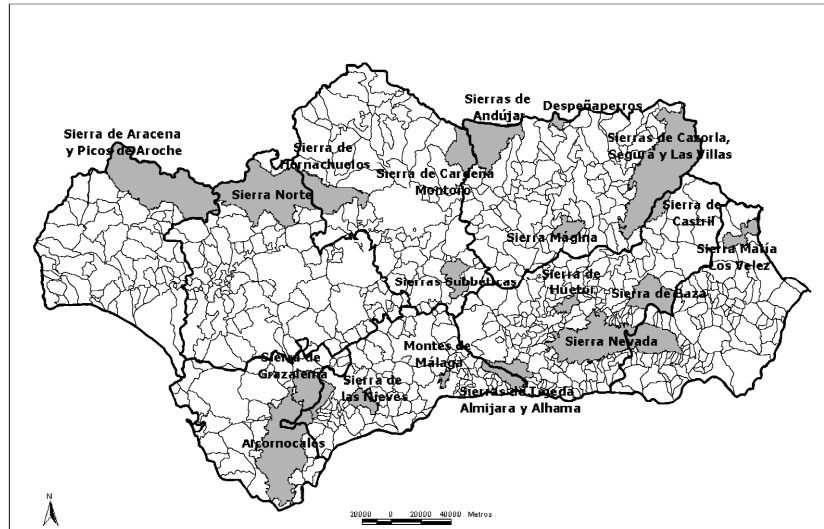 Sierras de
Andújar
Despeñaperros
Sierra de Aracena
y Picos de Aroche
Sierra de
Hornachuelos
Sierras de Cazorla,
Segura y Las Villas
Sierra Norte
Sierra de Cardeña
Montoro
Sierra de
Castril
Sierra Mágina
Sierra María
Los Velez
Sierras Subbéticas
Sierra de
Huétor
Sierra de Baza
Sierra Nevada
Montes de
Málaga
Sierra de
Grazalema
Sierra de
las Nieves
Sierras de Tejeda
Almijara y Alhama
Alcornocales
N
20000 0 20000 40000 Metros